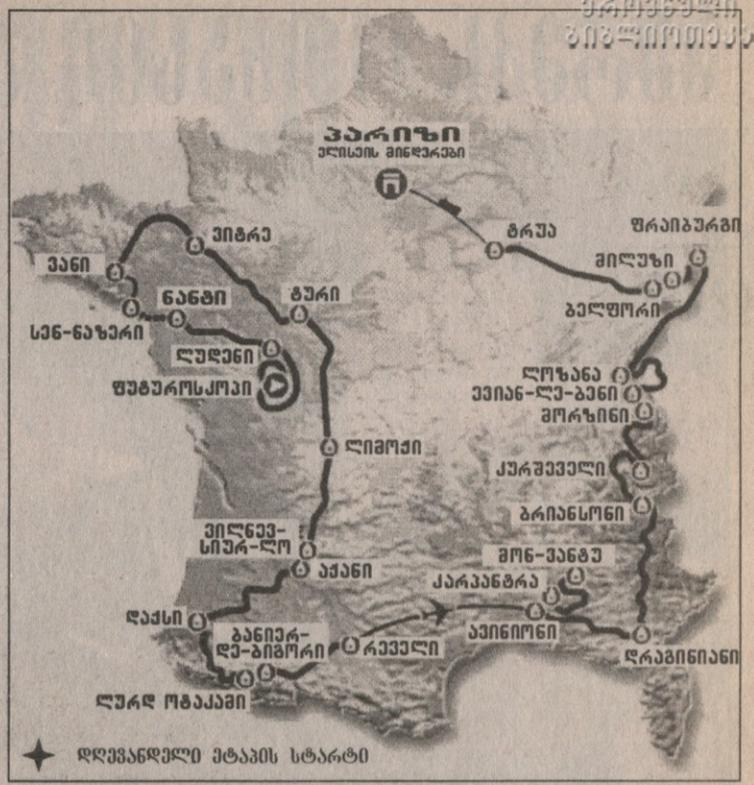 ეროვნული
ბიბლიოთეკა
პარიზი
ელისეის მინდვრები
ტრუა
ფრაიბურგი
მილუზი
ბელფორი
ვიტრე
ვანი
ნანტი
ტური
სენ-ნაზერი
ლუდენი
ფუტუროსკოპი
ლოზანა
ევიან-ლე-ბენი
მორზინი
ლიმოჟი
კურშეველი
ბრიანსონი
ვილნევ-
სიურ-ლო
აჟანი
მონ-ვანტუ
კარპანტრა
დაქსი
ბანიერ-
დე-ბიგორი
რეველი
ავინიონი
დრაგინიანი
ლურდ ოტაკამი
დღევანდელი ეტაპის სტარტი